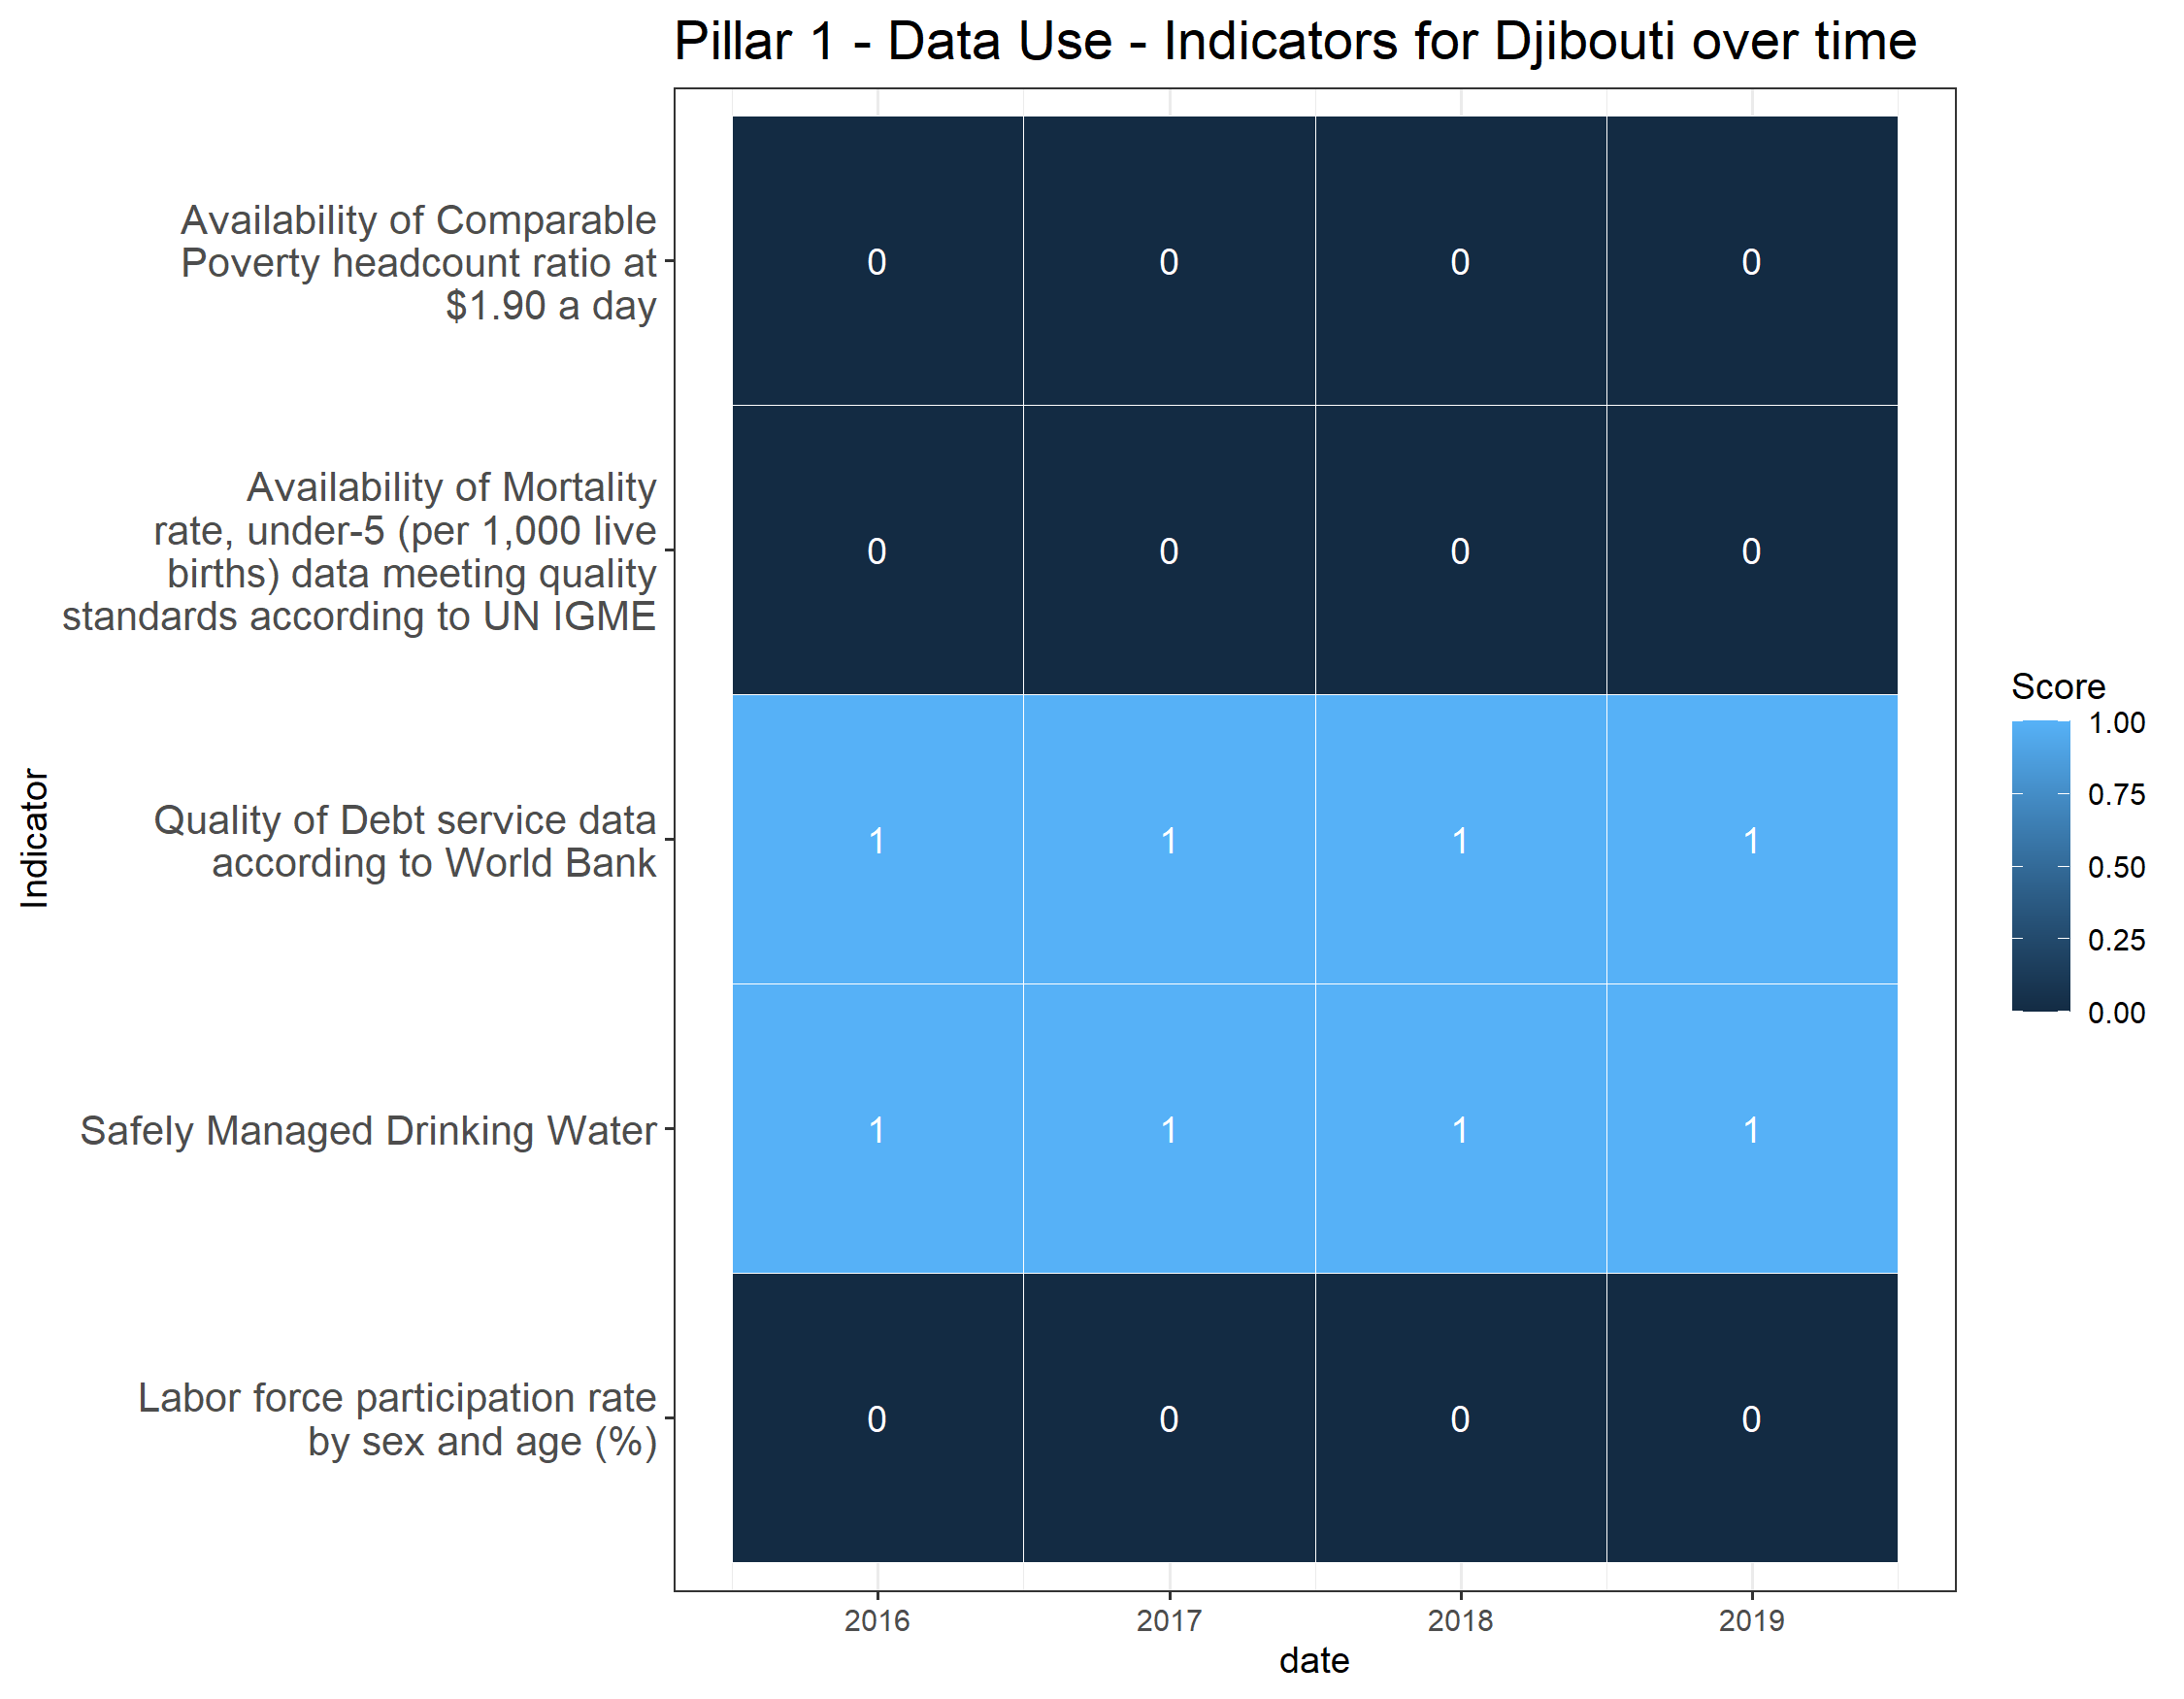 Pillar 1 - Data Use - Indicators for Djibouti over time
Availability of Comparable
Poverty headcount ratio at
$1.90 a day
0 0 0 0
Availability of Mortality
rate, under-5 (per 1,000 live
births) data meeting quality
standards according to UN IGME
0 0 0 0
Quality of Debt service data
according to World Bank
1 1 1 1
Safely Managed Drinking Water
1 1 1 1
Labor force participation rate
by sex and age (%)
0 0 0 0
Indicator
2016 2017 2018 2019
date
Score
1.00
0.75
0.50
0.25
0.00